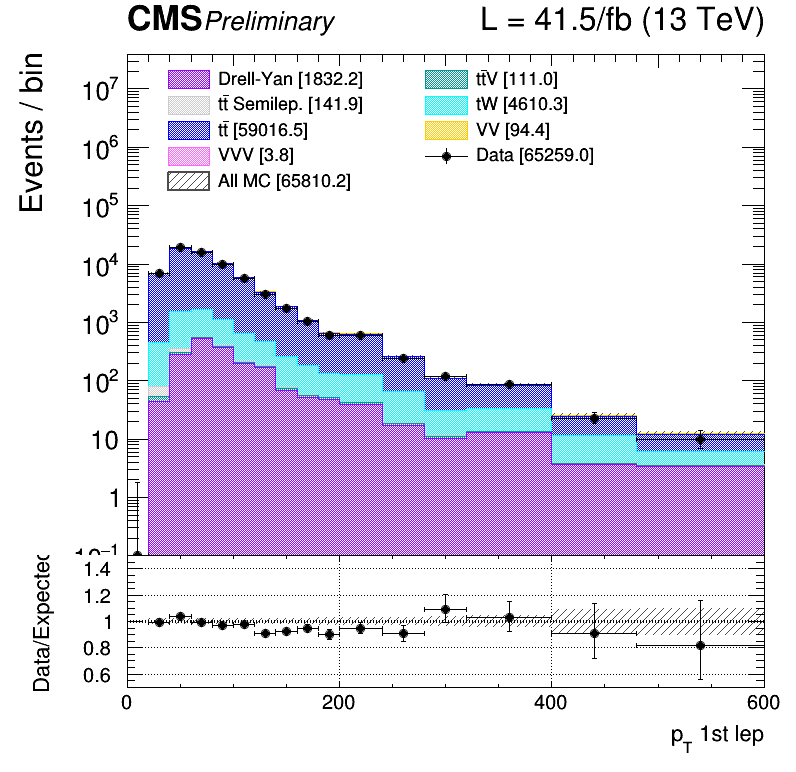 CMS Preliminary L = 41.5/fb (13 TeV)
Events / bin
Drell-Yan [1832.2] tt̄V [111.0]
tt̄ Semilep. [141.9] tW [4610.3]
tt̄ [59016.5] VV [94.4]
VVV [3.8] Data [65259.0]
All MC [65810.2]
10⁷
10⁶
10⁵
10⁴
10³
10²
10
1
10⁻¹
Data/Expected
1.4
1.2
1
0.8
0.6
0 200 400 600
p_T 1st lep